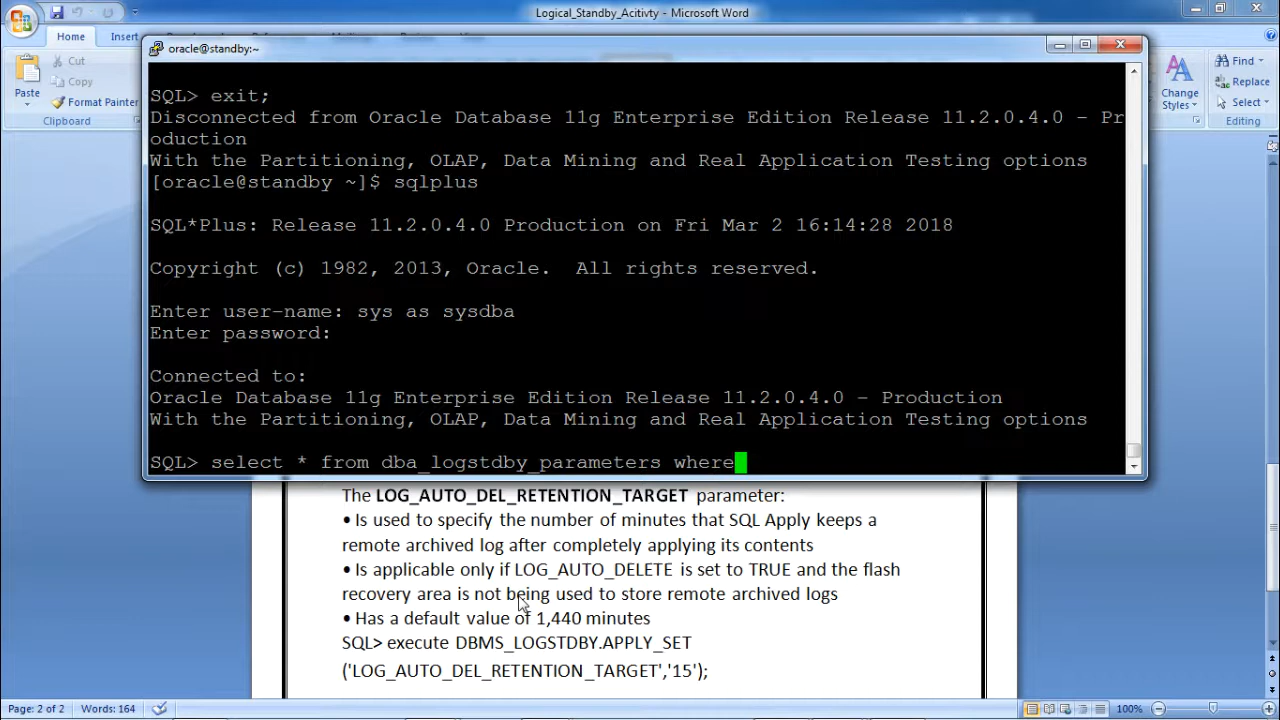 Logical_Standby_Acitivty - Microsoft Word
Home
Insert
Cut
Copy
Format Painter
Paste
Clipboard
Change
Styles
Find
Replace
Select
Editing
oracle@standby:~
SQL> exit;
Disconnected from Oracle Database 11g Enterprise Edition Release 11.2.0.4.0 - Pr
oduction
With the Partitioning, OLAP, Data Mining and Real Application Testing options
[oracle@standby ~]$ sqlplus
SQL*Plus: Release 11.2.0.4.0 Production on Fri Mar 2 16:14:28 2018
Copyright (c) 1982, 2013, Oracle.  All rights reserved.
Enter user-name: sys as sysdba
Enter password:
Connected to:
Oracle Database 11g Enterprise Edition Release 11.2.0.4.0 - Production
With the Partitioning, OLAP, Data Mining and Real Application Testing options
SQL> select * from dba_logstdby_parameters where
The LOG_AUTO_DEL_RETENTION_TARGET parameter:
• Is used to specify the number of minutes that SQL Apply keeps a
remote archived log after completely applying its contents
• Is applicable only if LOG_AUTO_DELETE is set to TRUE and the flash
recovery area is not being used to store remote archived logs
• Has a default value of 1,440 minutes
SQL> execute DBMS_LOGSTDBY.APPLY_SET
('LOG_AUTO_DEL_RETENTION_TARGET','15');
Page: 2 of 2
Words: 164
100%